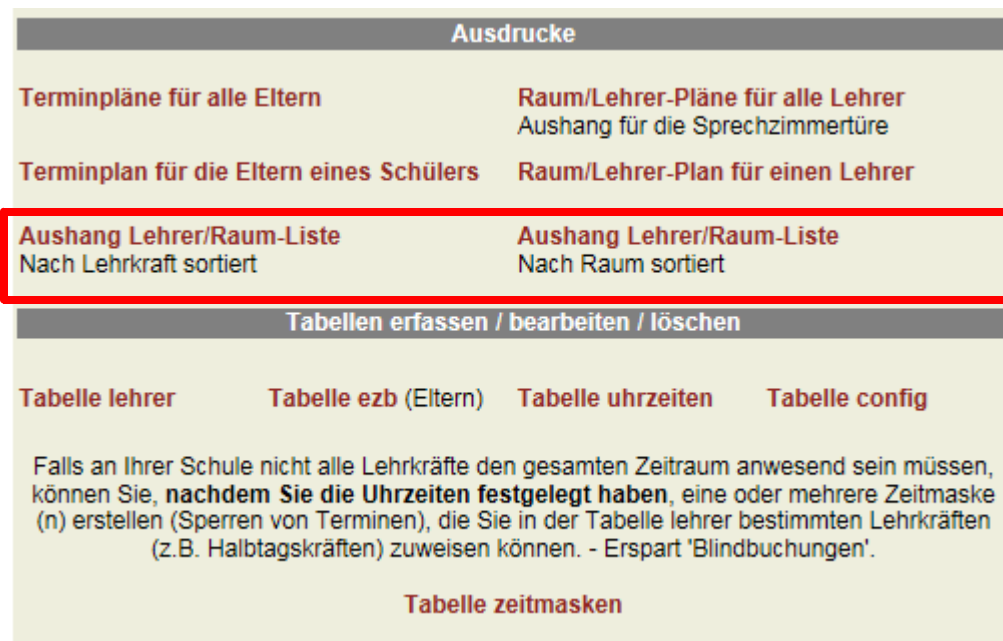 Ausdrucke
Terminpläne für alle Eltern
Raum/Lehrer-Pläne für alle Lehrer
Aushang für die Sprechzimmertüre
Terminplan für die Eltern eines Schülers
Raum/Lehrer-Plan für einen Lehrer
Aushang Lehrer/Raum-Liste
Nach Lehrkraft sortiert
Aushang Lehrer/Raum-Liste
Nach Raum sortiert
Tabellen erfassen / bearbeiten / löschen
Tabelle lehrer
Tabelle ezb (Eltern)
Tabelle uhrzeiten
Tabelle config
Falls an Ihrer Schule nicht alle Lehrkräfte den gesamten Zeitraum anwesend sein müssen,
können Sie, nachdem Sie die Uhrzeiten festgelegt haben, eine oder mehrere Zeitmaske
(n) erstellen (Sperren von Terminen), die Sie in der Tabelle lehrer bestimmten Lehrkräften
(z.B. Halbtagskräften) zuweisen können. - Erspart 'Blindbuchungen'.
Tabelle zeitmasken